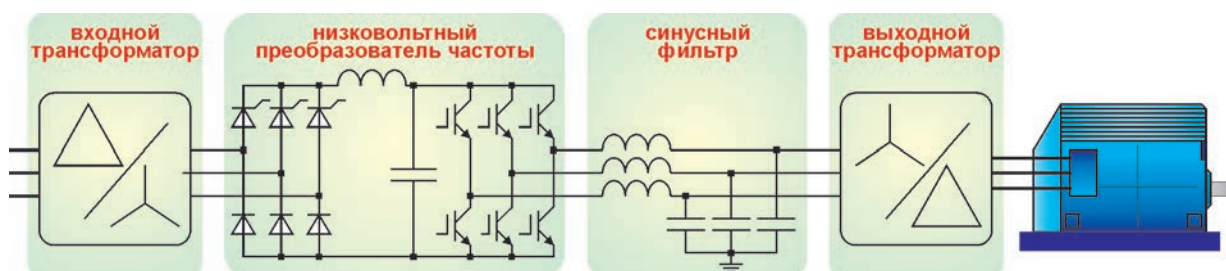 входной
трансформатор
низковольтный
преобразователь частоты
синусный
фильтр
выходной
трансформатор